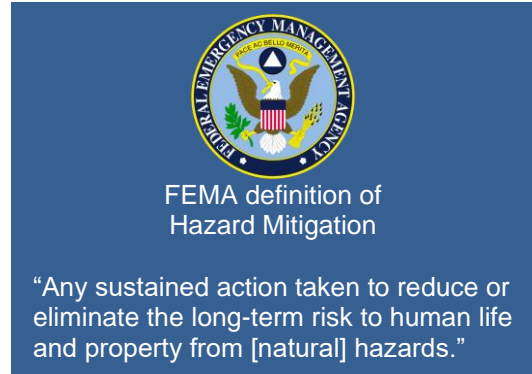 FEDERAL EMERGENCY MANAGEMENT AGENCY
PACE AC BELLO MERITA
FEMA definition of
Hazard Mitigation
“Any sustained action taken to reduce or
eliminate the long-term risk to human life
and property from [natural] hazards.”